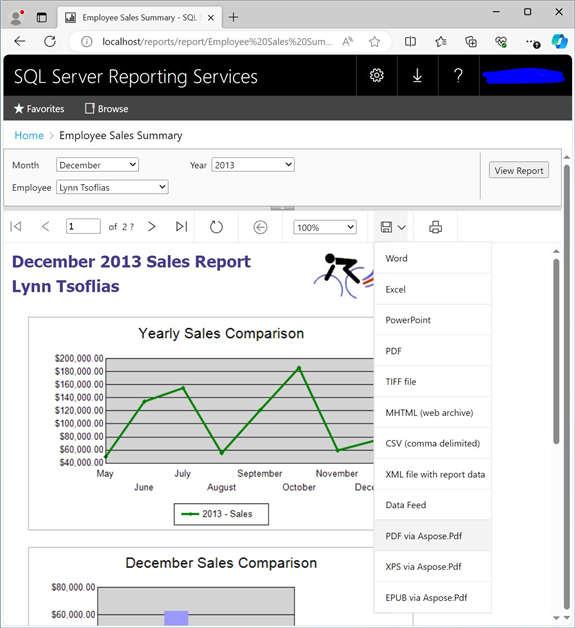 Employee Sales Summary - SQL S
localhost/reports/report/Employee%20Sales%20Sum...
SQL Server Reporting Services
Favorites Browse
Home > Employee Sales Summary
Month December Year 2013
View Report
Employee Lynn Tsoflias
1 of 2 ? 100%
Word
Excel
PowerPoint
PDF
TIFF file
MHTML (web archive)
CSV (comma delimited)
XML file with report data
Data Feed
PDF via Aspose.Pdf
XPS via Aspose.Pdf
EPUB via Aspose.Pdf
December 2013 Sales Report
Lynn Tsoflias
Yearly Sales Comparison
$200,000.00
$180,000.00
$160,000.00
$140,000.00
$120,000.00
$100,000.00
$80,000.00
$60,000.00
$40,000.00
May July September November
June August October Dec
2013 - Sales
December Sales Comparison
$80,000.00
$60,000.00